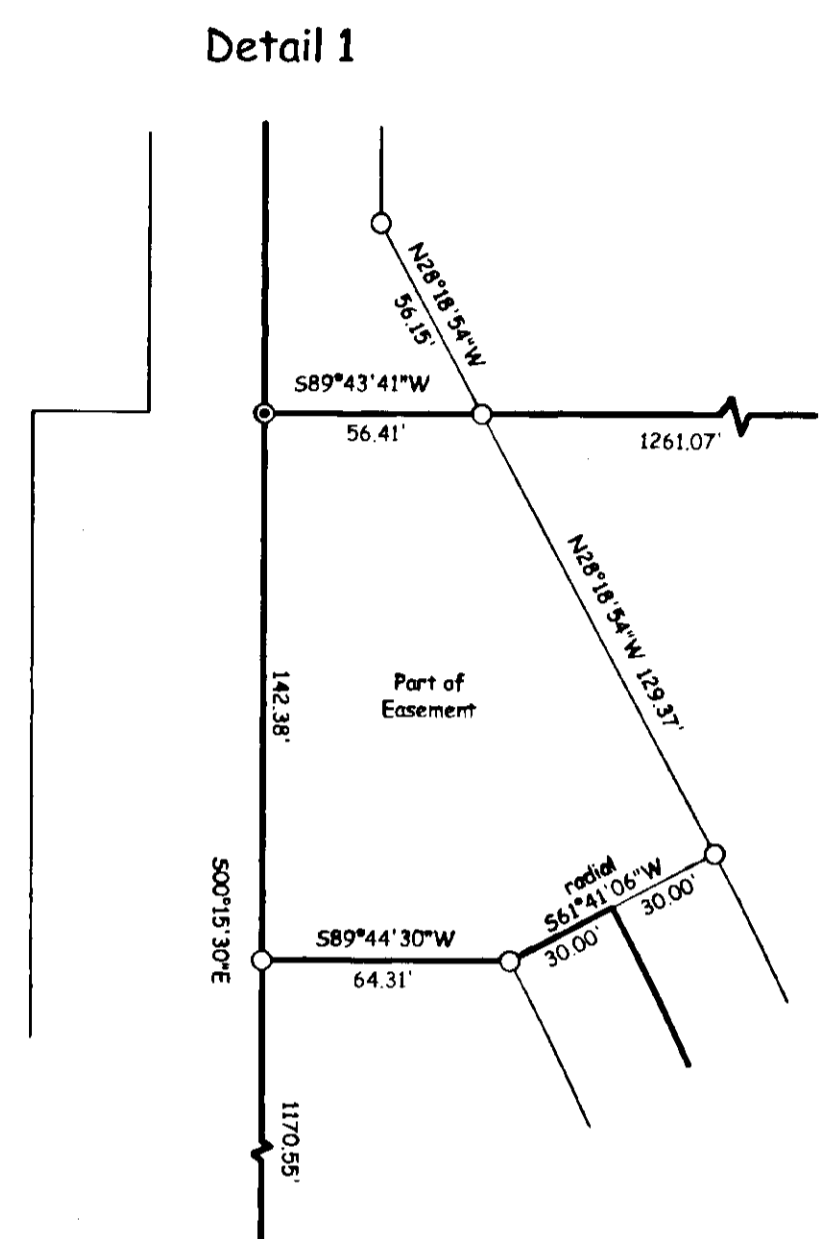 Detail 1
N28°18'54"W
56.15'
S89°43'41"W
56.41'
1261.07'
N28°18'54"W 129.37'
142.38'
Part of
Easement
radial
S61°41'06"W
30.00'
30.00'
S00°15'30"E
S89°44'30"W
64.31'
1170.55'